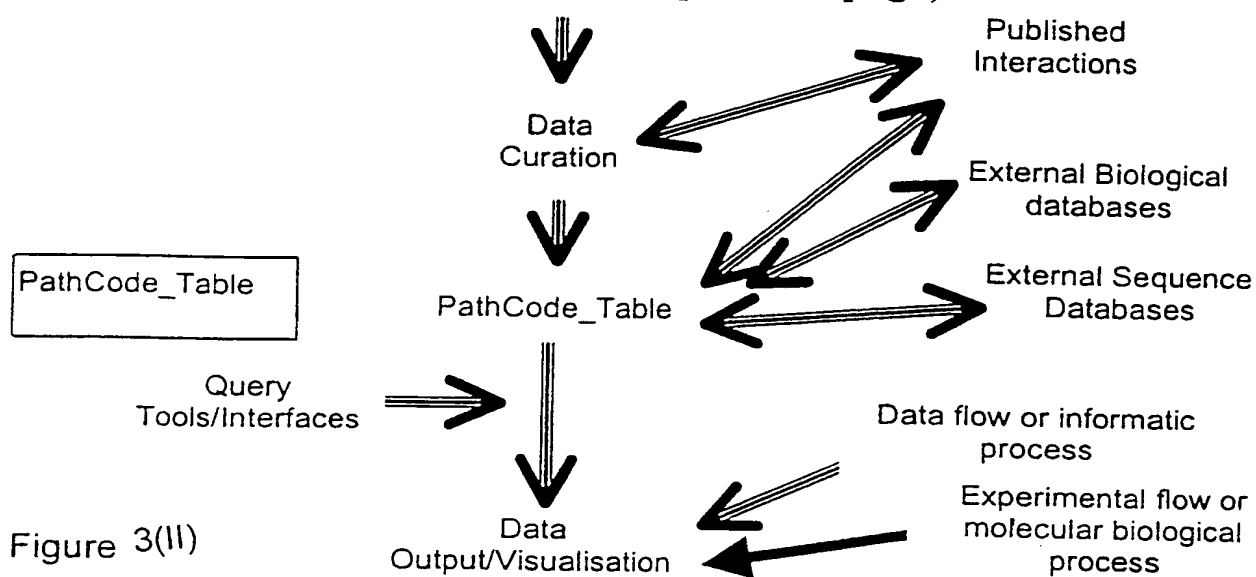 Published
Interactions
Data
Curation
External Biological
databases
PathCode_Table
PathCode_Table
External Sequence
Databases
Query
Tools/Interfaces
Data flow or informatic
process
Data
Output/Visualisation
Experimental flow or
molecular biological
process
Figure 3(II)